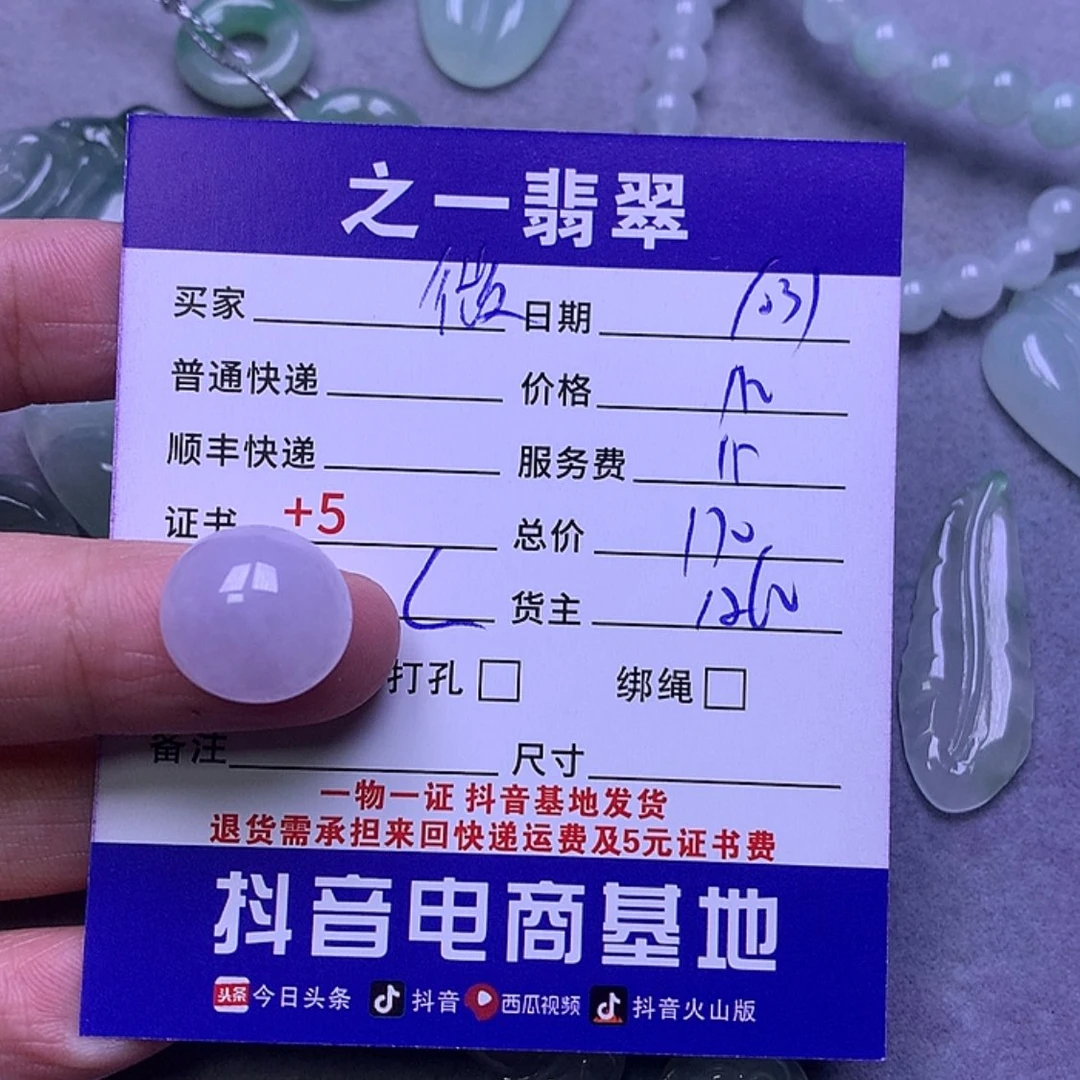 之一翡翠
买家 微 日期 (23)
普通快递 价格
顺丰快递 服务费
证书 +5 总价 170
货主
打孔 绑绳
备注 尺寸
一物一证 抖音基地发货
退货需承担来回快递运费及5元证书费
抖音电商基地
头条 今日头条 抖音 西瓜视频 抖音火山版